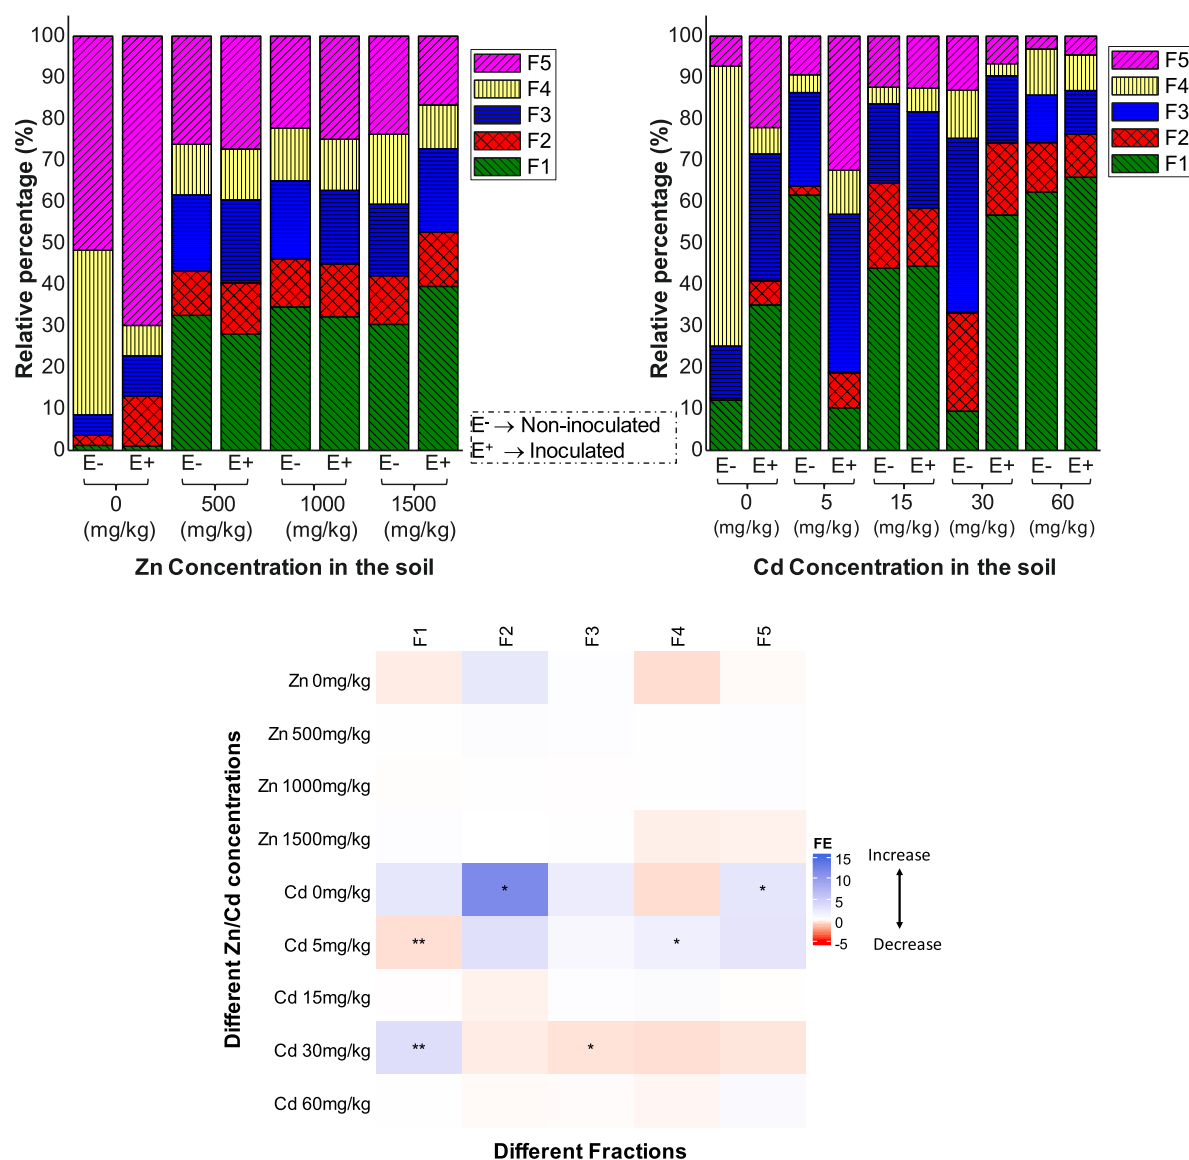 Relative percentage (%)
100
90
80
70
60
50
40
30
20
10
0
E- E+ E- E+ E- E+ E- E+
0 500 1000 1500
(mg/kg) (mg/kg) (mg/kg) (mg/kg)
Zn Concentration in the soil
F5
F4
F3
F2
F1
E- → Non-inoculated
E+ → Inoculated
Relative percentage (%)
100
90
80
70
60
50
40
30
20
10
0
E- E+ E- E+ E- E+ E- E+ E- E+
0 5 15 30 60
(mg/kg) (mg/kg) (mg/kg) (mg/kg) (mg/kg)
Cd Concentration in the soil
F5
F4
F3
F2
F1
F1 F2 F3 F4 F5
Different Zn/Cd concentrations
Zn 0mg/kg
Zn 500mg/kg
Zn 1000mg/kg
Zn 1500mg/kg
Cd 0mg/kg * *
Cd 5mg/kg ** *
Cd 15mg/kg
Cd 30mg/kg ** *
Cd 60mg/kg
Different Fractions
FE
15
10
5
0
-5
Increase
Decrease